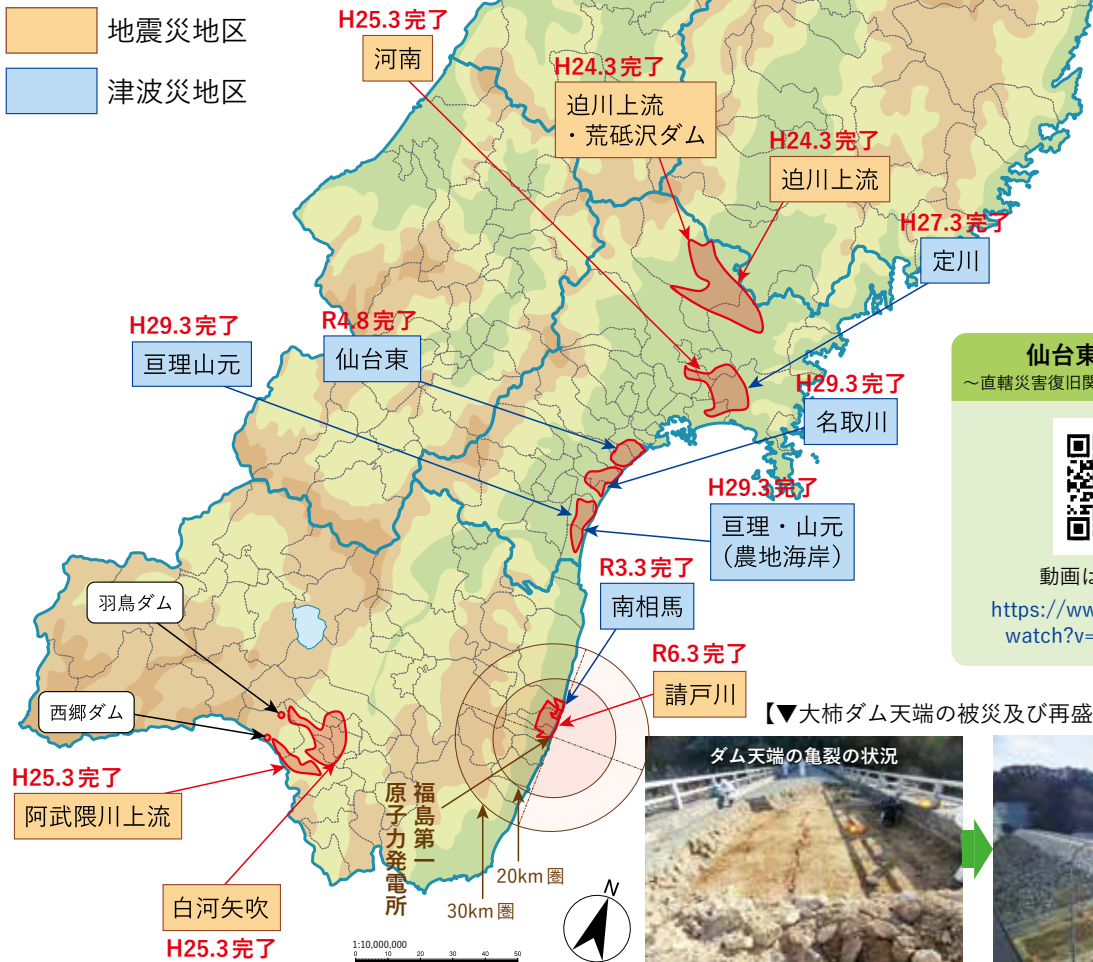 地震災地区
津波災地区
H25.3完了
河南
H24.3完了
迫川上流
・荒砥沢ダム
H24.3完了
迫川上流
H27.3完了
定川
H29.3完了
亘理山元
R4.8完了
仙台東
H29.3完了
名取川
H29.3完了
亘理・山元
（農地海岸）
R3.3完了
南相馬
R6.3完了
請戸川
羽鳥ダム
西郷ダム
H25.3完了
阿武隈川上流
白河矢吹
H25.3完了
福島第一
原子力発電所
20km圏
30km圏
N
1:10,000,000
0 10 20 30 40 50
仙台東
～直轄災害復旧関
動画は
https://ww
watch?v=
【▼大柿ダム天端の被災及び再盛
ダム天端の亀裂の状況